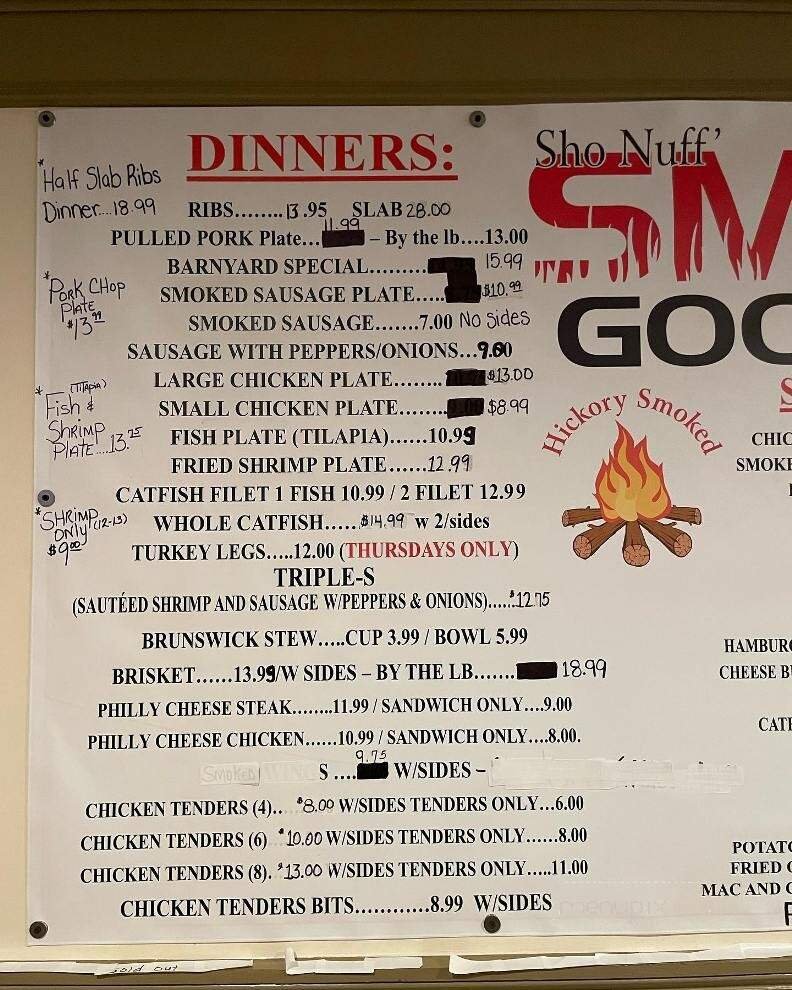 DINNERS:
* Half Slab Ribs
Dinner....18.99
RIBS........13.95 SLAB 28.00
11.99
PULLED PORK Plate... – By the lb....13.00
BARNYARD SPECIAL......... 15.99
SMOKED SAUSAGE PLATE..... $10.99
SMOKED SAUSAGE.......7.00 No Sides
* PORK CHOP
PLATE
$13.99
SAUSAGE WITH PEPPERS/ONIONS...9.00
LARGE CHICKEN PLATE........ $13.00
SMALL CHICKEN PLATE........ $8.99
* (Tilapia)
Fish &
SHRIMP
PLATE....13.75
FISH PLATE (TILAPIA)......10.99
FRIED SHRIMP PLATE......12.99
CATFISH FILET 1 FISH 10.99 / 2 FILET 12.99
* SHRIMP (12-13)
ONLY
$9.00
WHOLE CATFISH.....$14.99 w 2/sides
TURKEY LEGS.....12.00 (THURSDAYS ONLY)
TRIPLE-S
(SAUTÉED SHRIMP AND SAUSAGE W/PEPPERS & ONIONS).....$12.75
BRUNSWICK STEW.....CUP 3.99 / BOWL 5.99
BRISKET......13.99/W SIDES – BY THE LB....... 18.99
PHILLY CHEESE STEAK........11.99 / SANDWICH ONLY....9.00
PHILLY CHEESE CHICKEN......10.99 / SANDWICH ONLY....8.00.
9.75
Smoked WING S .... W/SIDES –
CHICKEN TENDERS (4).. $8.00 W/SIDES TENDERS ONLY...6.00
CHICKEN TENDERS (6) $10.00 W/SIDES TENDERS ONLY......8.00
CHICKEN TENDERS (8). $13.00 W/SIDES TENDERS ONLY.....11.00
CHICKEN TENDERS BITS............8.99 W/SIDES
Sho Nuff'
SM
GOO
Hickory Smoked
S
CHIC
SMOKE
HAMBURG
CHEESE BU
CATF
POTATO
FRIED O
MAC AND C
sold out
menupix